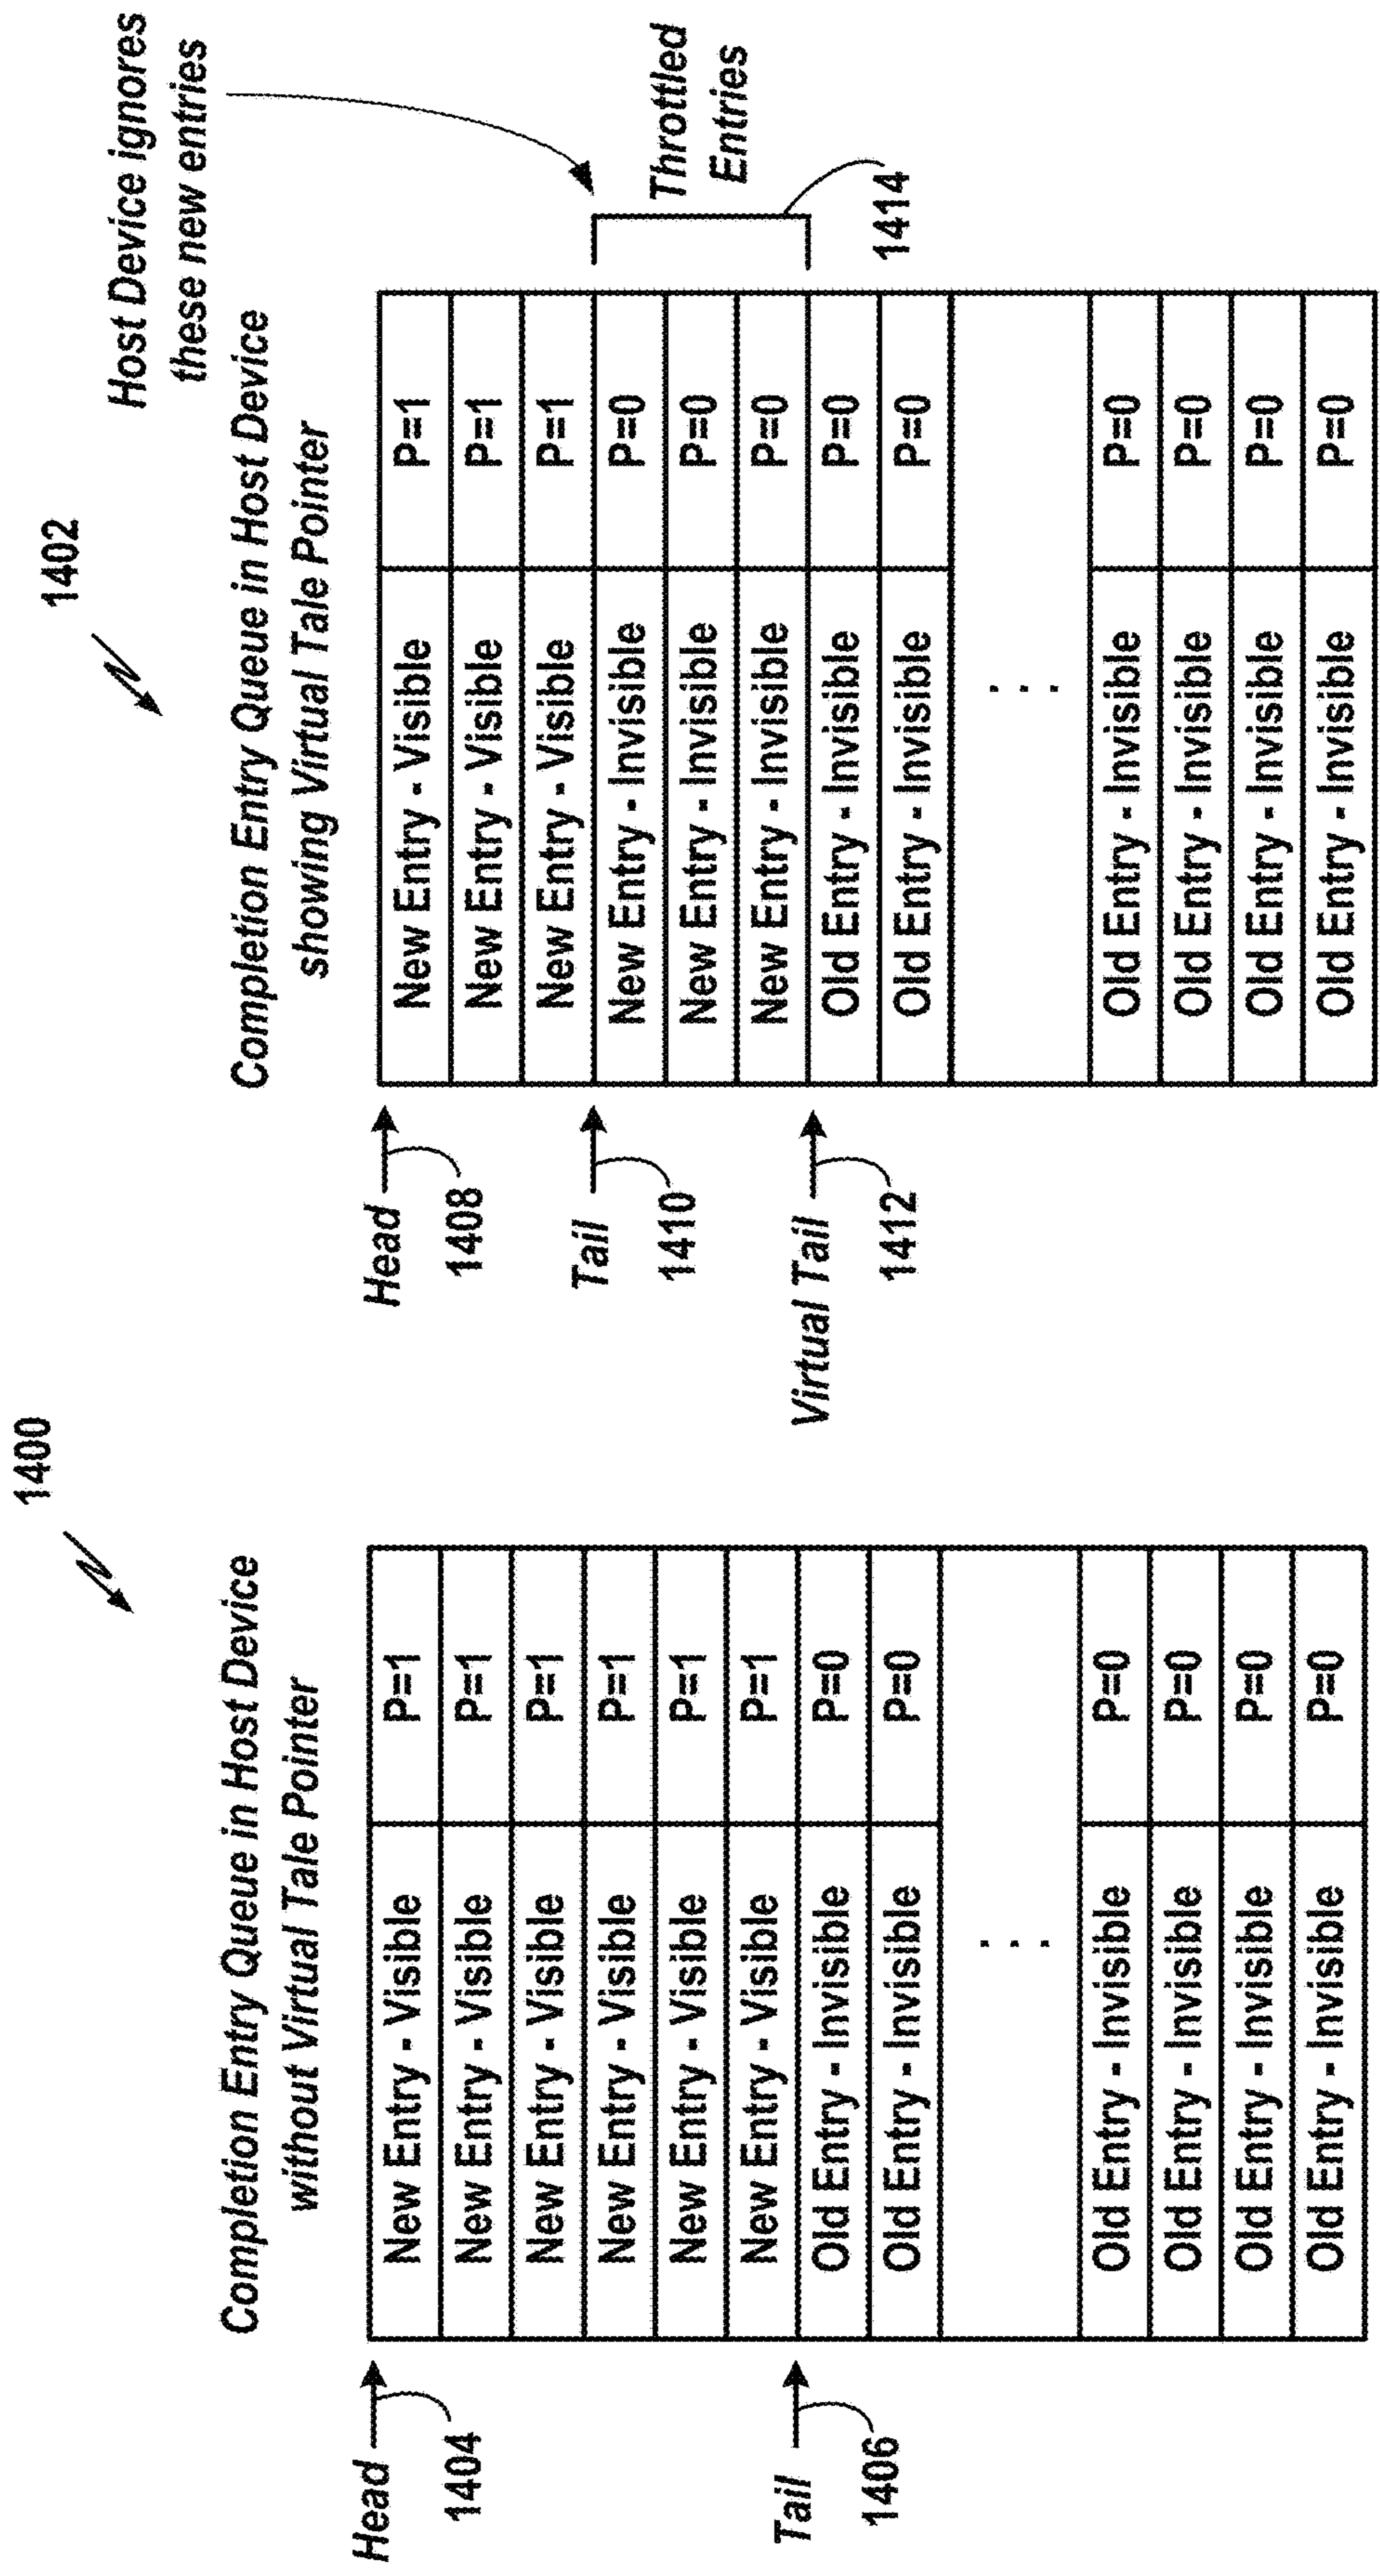 1400
Completion Entry Queue in Host Device
without Virtual Tale Pointer
Head
1404
New Entry - Visible P=1
New Entry - Visible P=1
New Entry - Visible P=1
New Entry - Visible P=1
New Entry - Visible P=1
New Entry - Visible P=1
Tail
1406
Old Entry - Invisible P=0
Old Entry - Invisible P=0
. . .
Old Entry - Invisible P=0
Old Entry - Invisible P=0
Old Entry - Invisible P=0
Old Entry - Invisible P=0
1402
Completion Entry Queue in Host Device
showing Virtual Tale Pointer
Host Device ignores
these new entries
Head
1408
New Entry - Visible P=1
New Entry - Visible P=1
New Entry - Visible P=1
Tail
1410
New Entry - Invisible P=0
New Entry - Invisible P=0
New Entry - Invisible P=0
Throttled
Entries
1414
Virtual Tail
1412
Old Entry - Invisible P=0
Old Entry - Invisible P=0
. . .
Old Entry - Invisible P=0
Old Entry - Invisible P=0
Old Entry - Invisible P=0
Old Entry - Invisible P=0